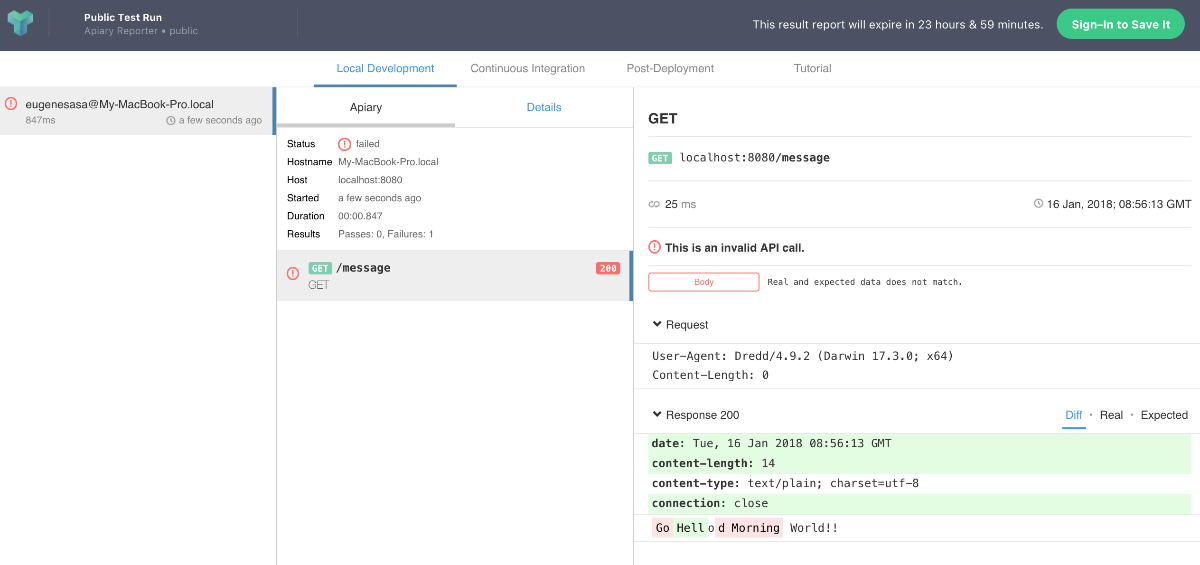 Public Test Run
Apiary Reporter • public
This result report will expire in 23 hours & 59 minutes.
Sign–In to Save It
Local Development
Continuous Integration
Post-Deployment
Tutorial
eugenesasa@My-MacBook-Pro.local
847ms
a few seconds ago
Apiary
Details
Status failed
Hostname My-MacBook-Pro.local
Host localhost:8080
Started a few seconds ago
Duration 00:00.847
Results Passes: 0, Failures: 1
GET /message 200
GET
GET
GET localhost:8080/message
25 ms
16 Jan, 2018; 08:56:13 GMT
This is an invalid API call.
Body Real and expected data does not match.
Request
User-Agent: Dredd/4.9.2 (Darwin 17.3.0; x64)
Content-Length: 0
Response 200
Diff · Real · Expected
date: Tue, 16 Jan 2018 08:56:13 GMT
content-length: 14
content-type: text/plain; charset=utf-8
connection: close
Go Hello d Morning World!!